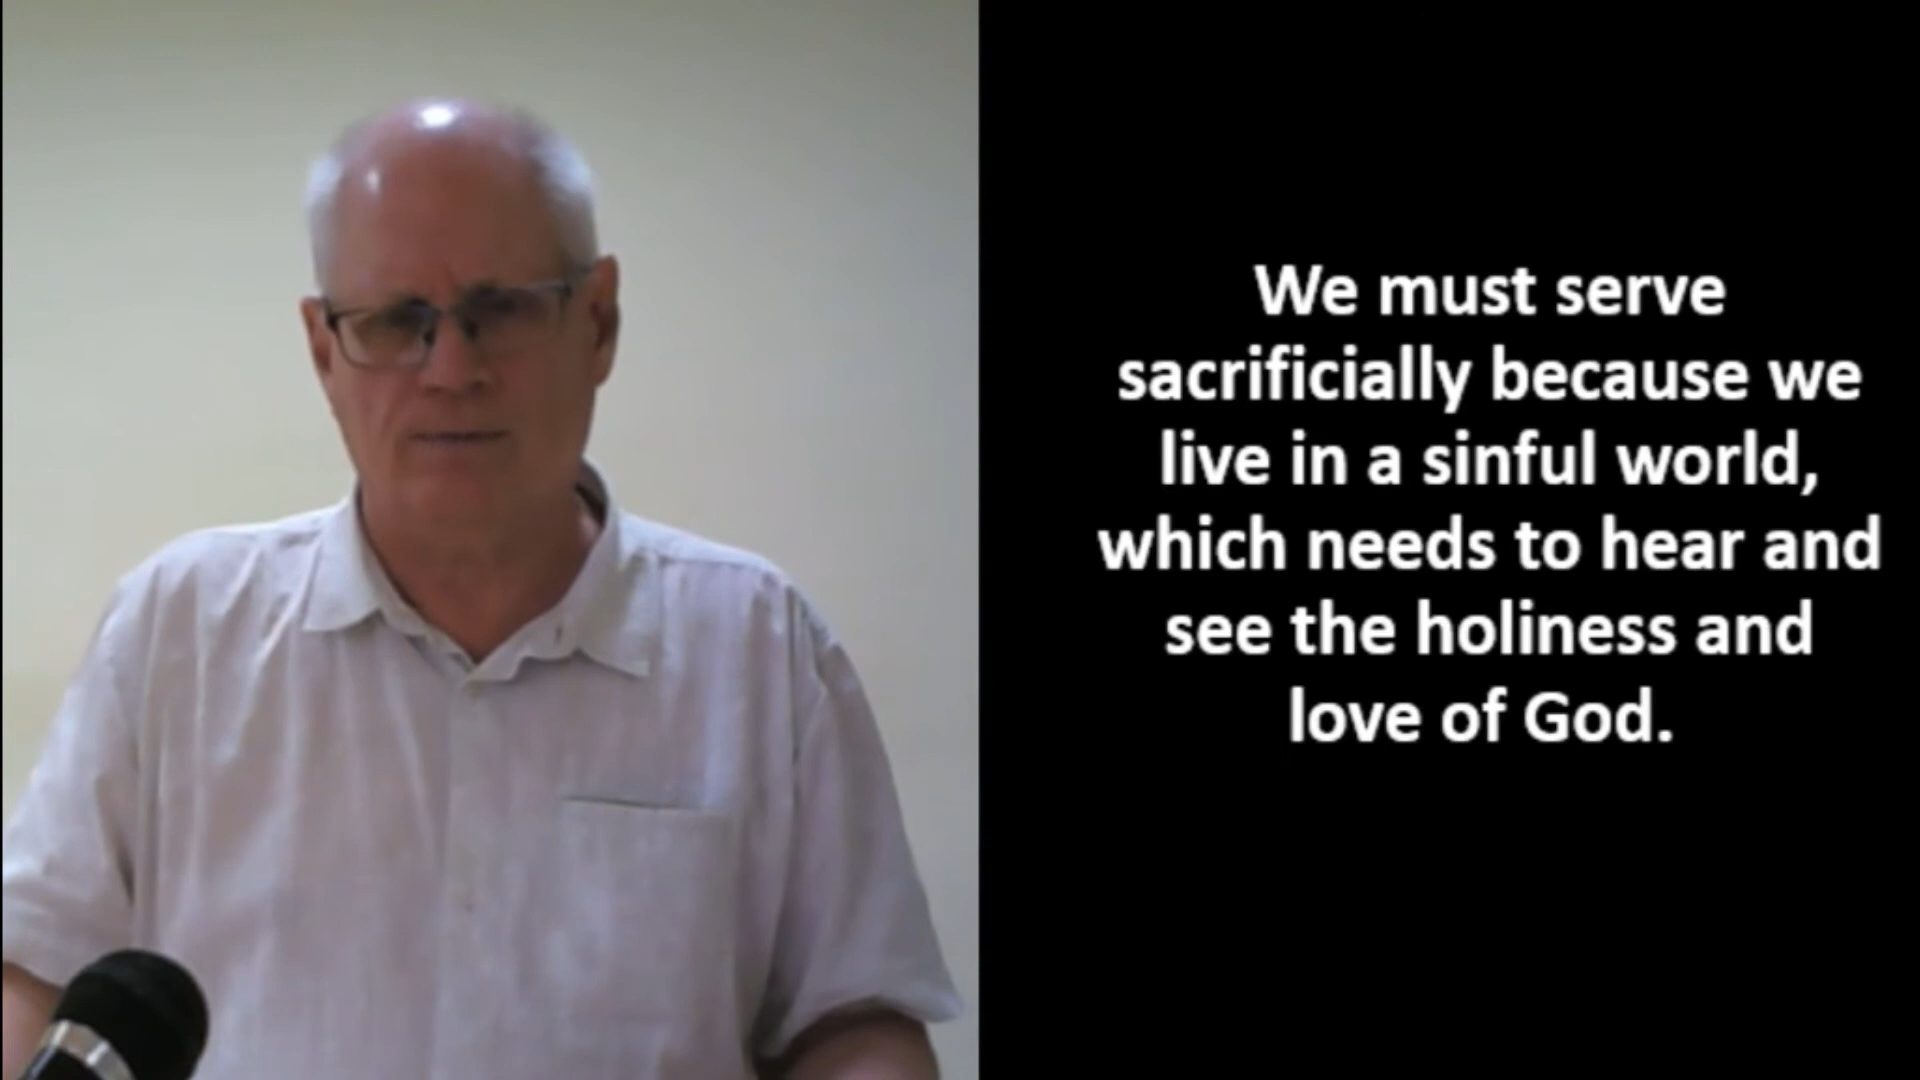 We must serve
sacrificially because we
live in a sinful world,
which needs to hear and
see the holiness and
love of God.